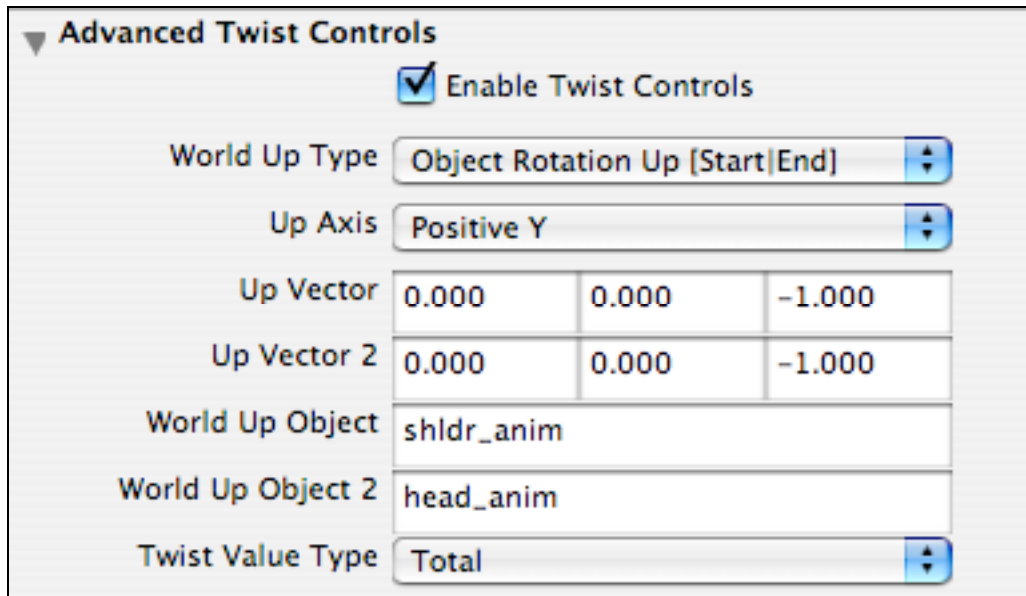 Advanced Twist Controls
Enable Twist Controls
World Up Type Object Rotation Up [Start|End]
Up Axis Positive Y
Up Vector 0.000 0.000 -1.000
Up Vector 2 0.000 0.000 -1.000
World Up Object shldr_anim
World Up Object 2 head_anim
Twist Value Type Total